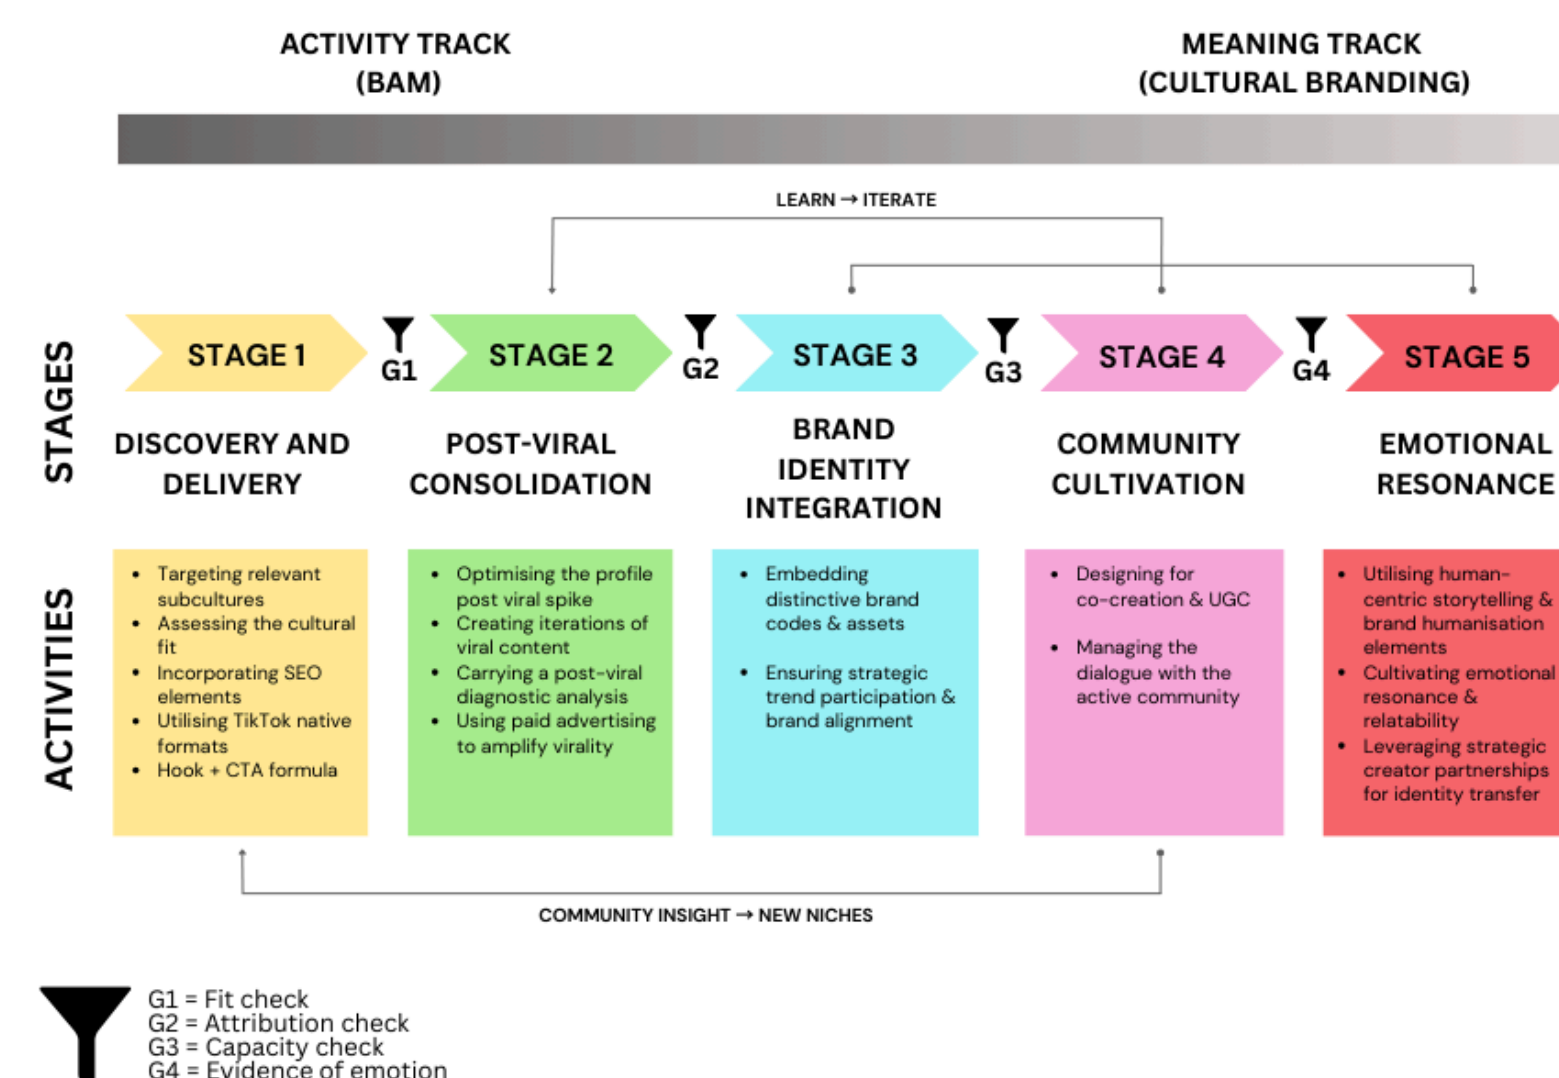 ACTIVITY TRACK
(BAM)
MEANING TRACK
(CULTURAL BRANDING)
LEARN → ITERATE
STAGES
STAGE 1
G1
STAGE 2
G2
STAGE 3
G3
STAGE 4
G4
STAGE 5
DISCOVERY AND
DELIVERY
POST-VIRAL
CONSOLIDATION
BRAND
IDENTITY
INTEGRATION
COMMUNITY
CULTIVATION
EMOTIONAL
RESONANCE
ACTIVITIES
• Targeting relevant
subcultures
• Assessing the cultural
fit
• Incorporating SEO
elements
• Utilising TikTok native
formats
• Hook + CTA formula
• Optimising the profile
post viral spike
• Creating iterations of
viral content
• Carrying a post-viral
diagnostic analysis
• Using paid advertising
to amplify virality
• Embedding
distinctive brand
codes & assets
• Ensuring strategic
trend participation &
brand alignment
• Designing for
co-creation & UGC
• Managing the
dialogue with the
active community
• Utilising human-
centric storytelling &
brand humanisation
elements
• Cultivating emotional
resonance &
relatability
• Leveraging strategic
creator partnerships
for identity transfer
COMMUNITY INSIGHT → NEW NICHES
G1 = Fit check
G2 = Attribution check
G3 = Capacity check
G4 = Evidence of emotion